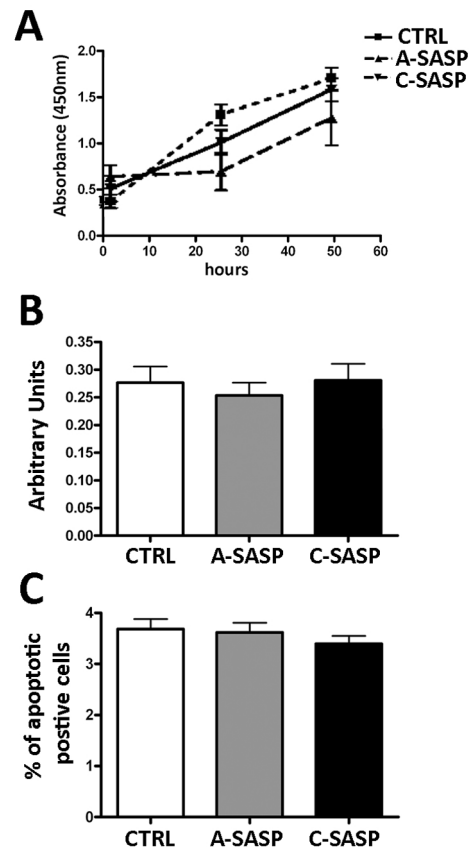 A
CTRL
A-SASP
C-SASP
Absorbance (450nm)
2.0
1.5
1.0
0.5
0.0
0 10 20 30 40 50 60
hours
B
Arbitrary Units
0.35
0.30
0.25
0.20
0.15
0.10
0.05
0.00
CTRL A-SASP C-SASP
C
% of apoptotic
postive cells
4
3
2
1
0
CTRL A-SASP C-SASP